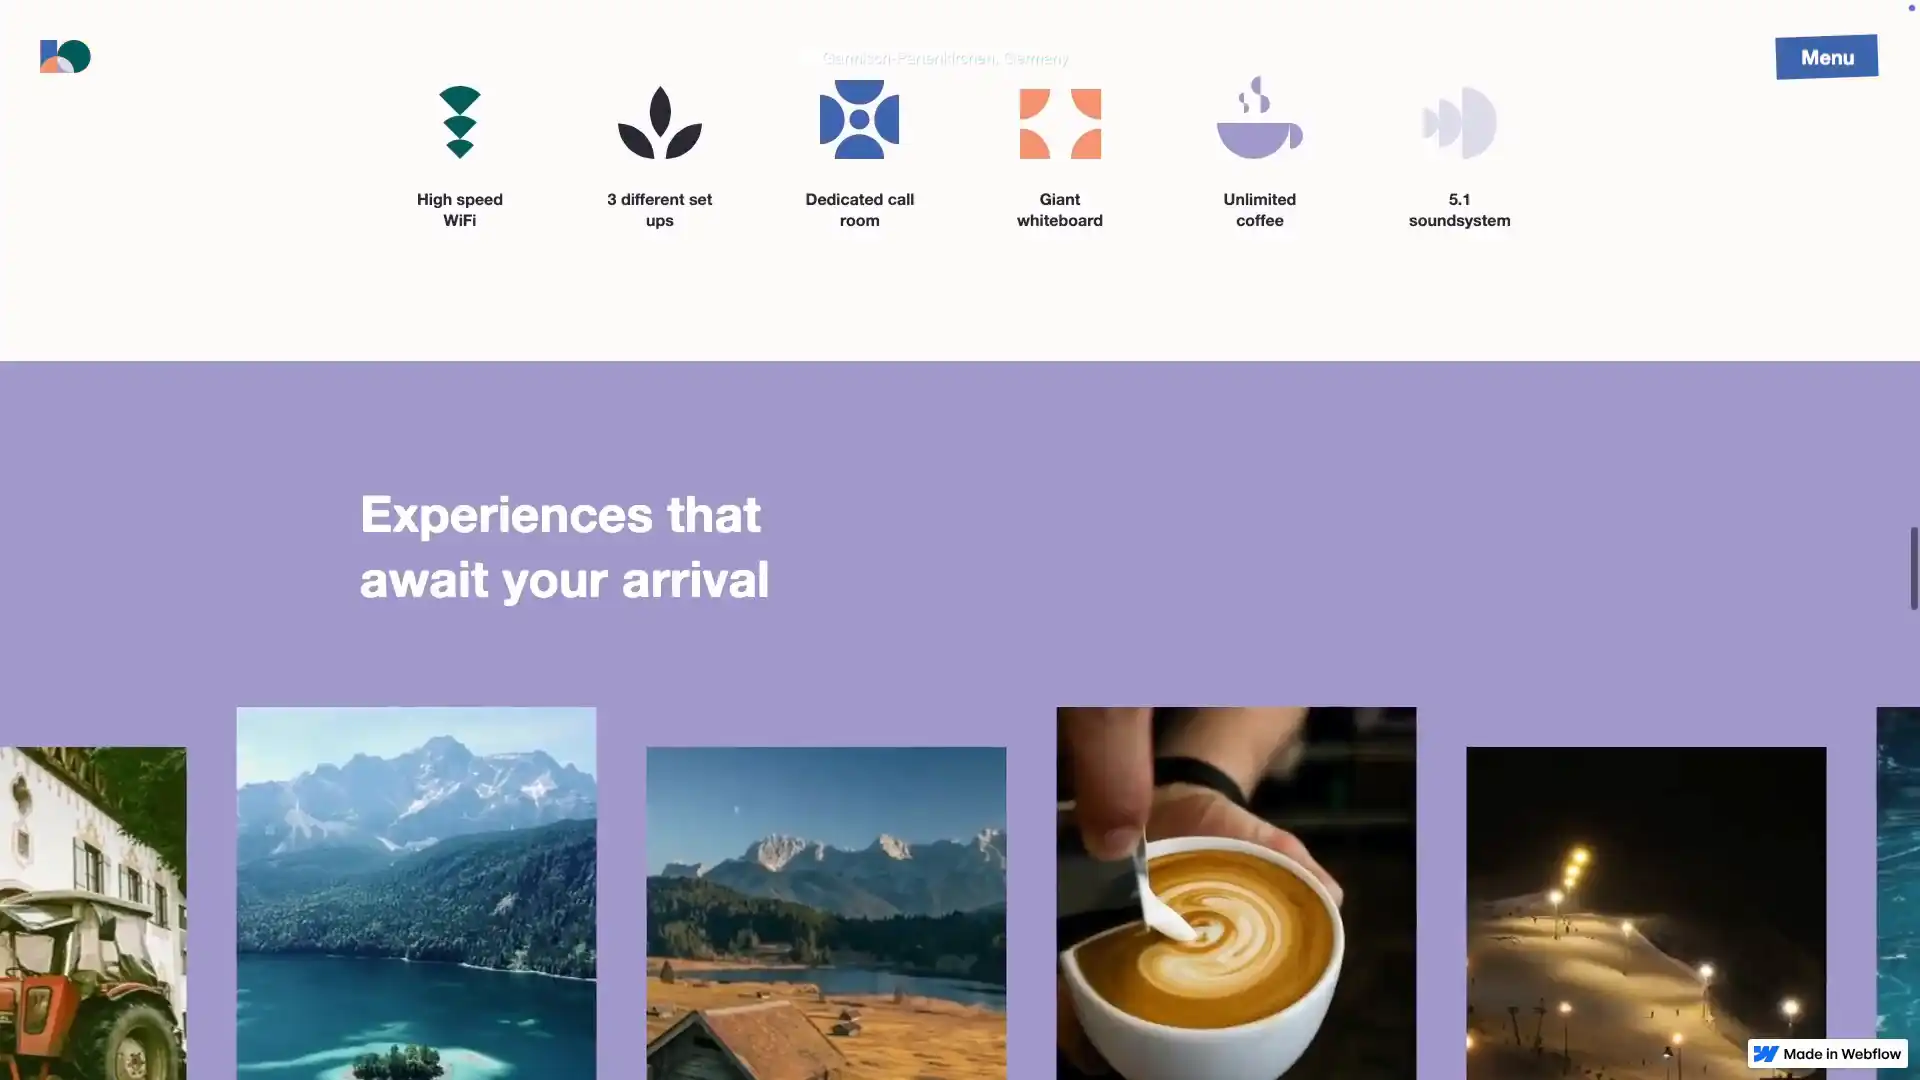 Garmisch-Partenkirchen, Germany
Menu
High speed
WiFi
3 different set
ups
Dedicated call
room
Giant
whiteboard
Unlimited
coffee
5.1
soundsystem
Experiences that
await your arrival
Made in Webflow